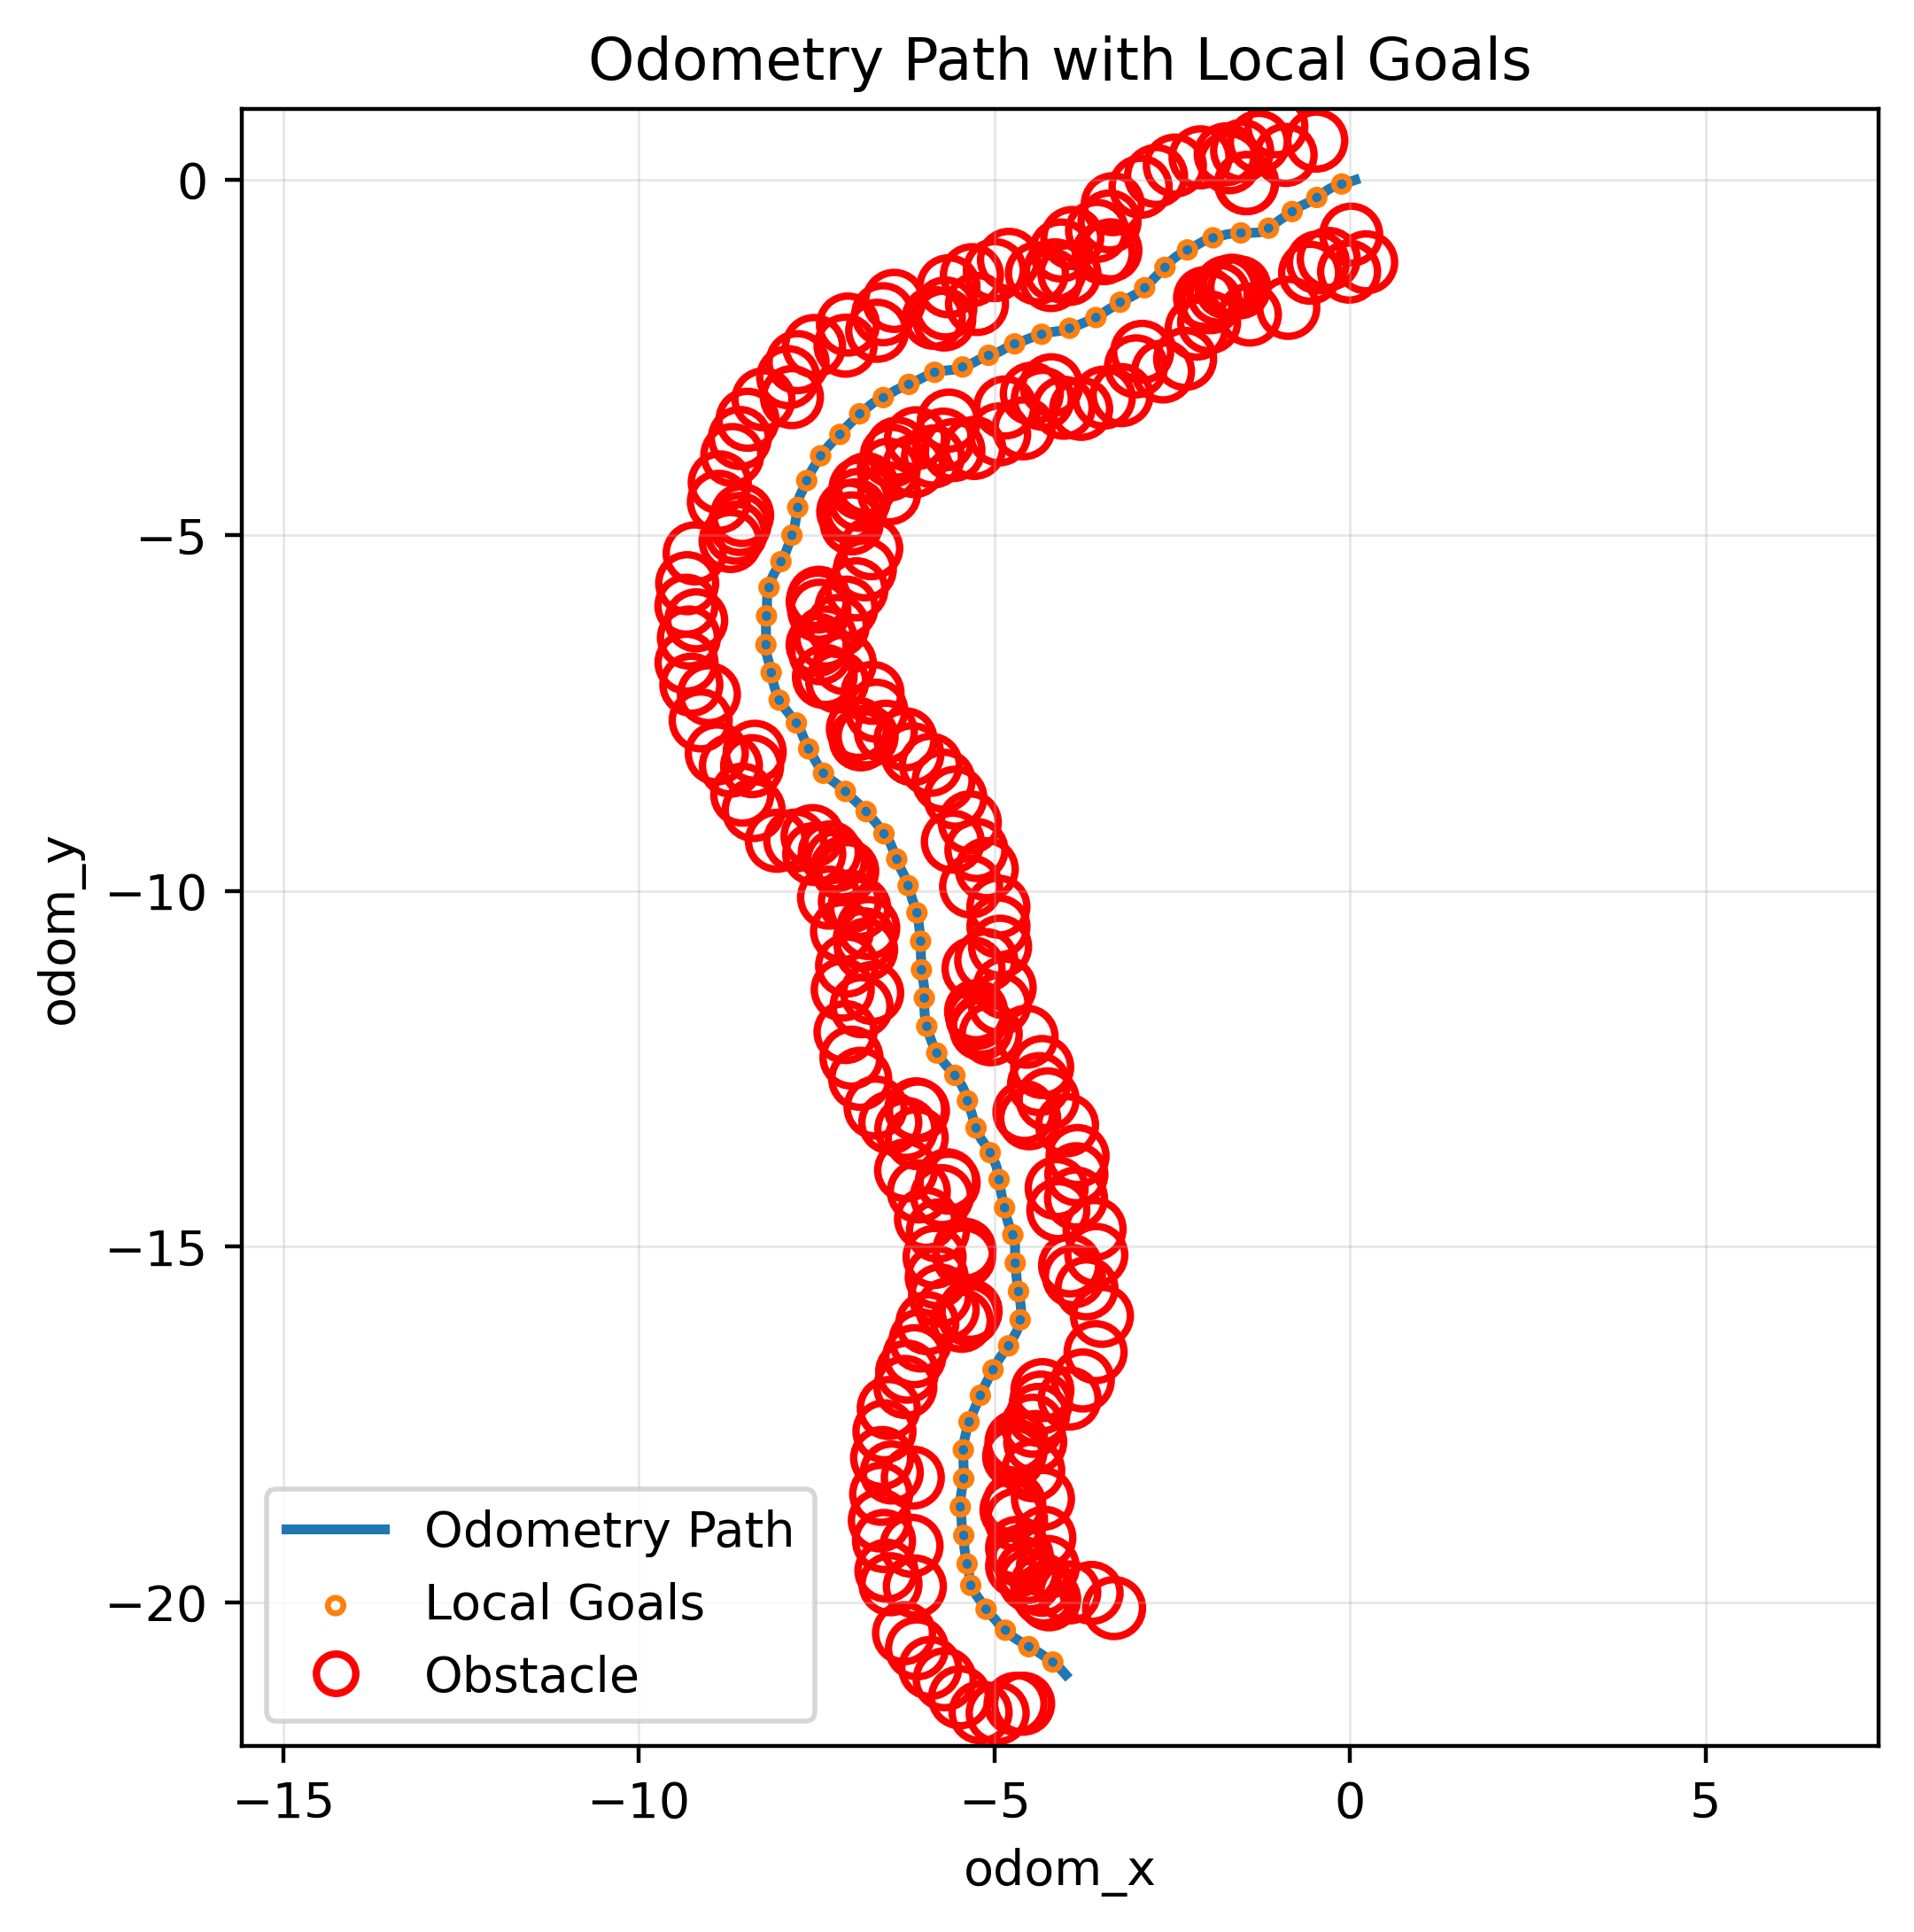 Odometry Path with Local Goals
odom_y
0
−5
−10
−15
−20
Odometry Path
Local Goals
Obstacle
−15
−10
−5
0
5
odom_x